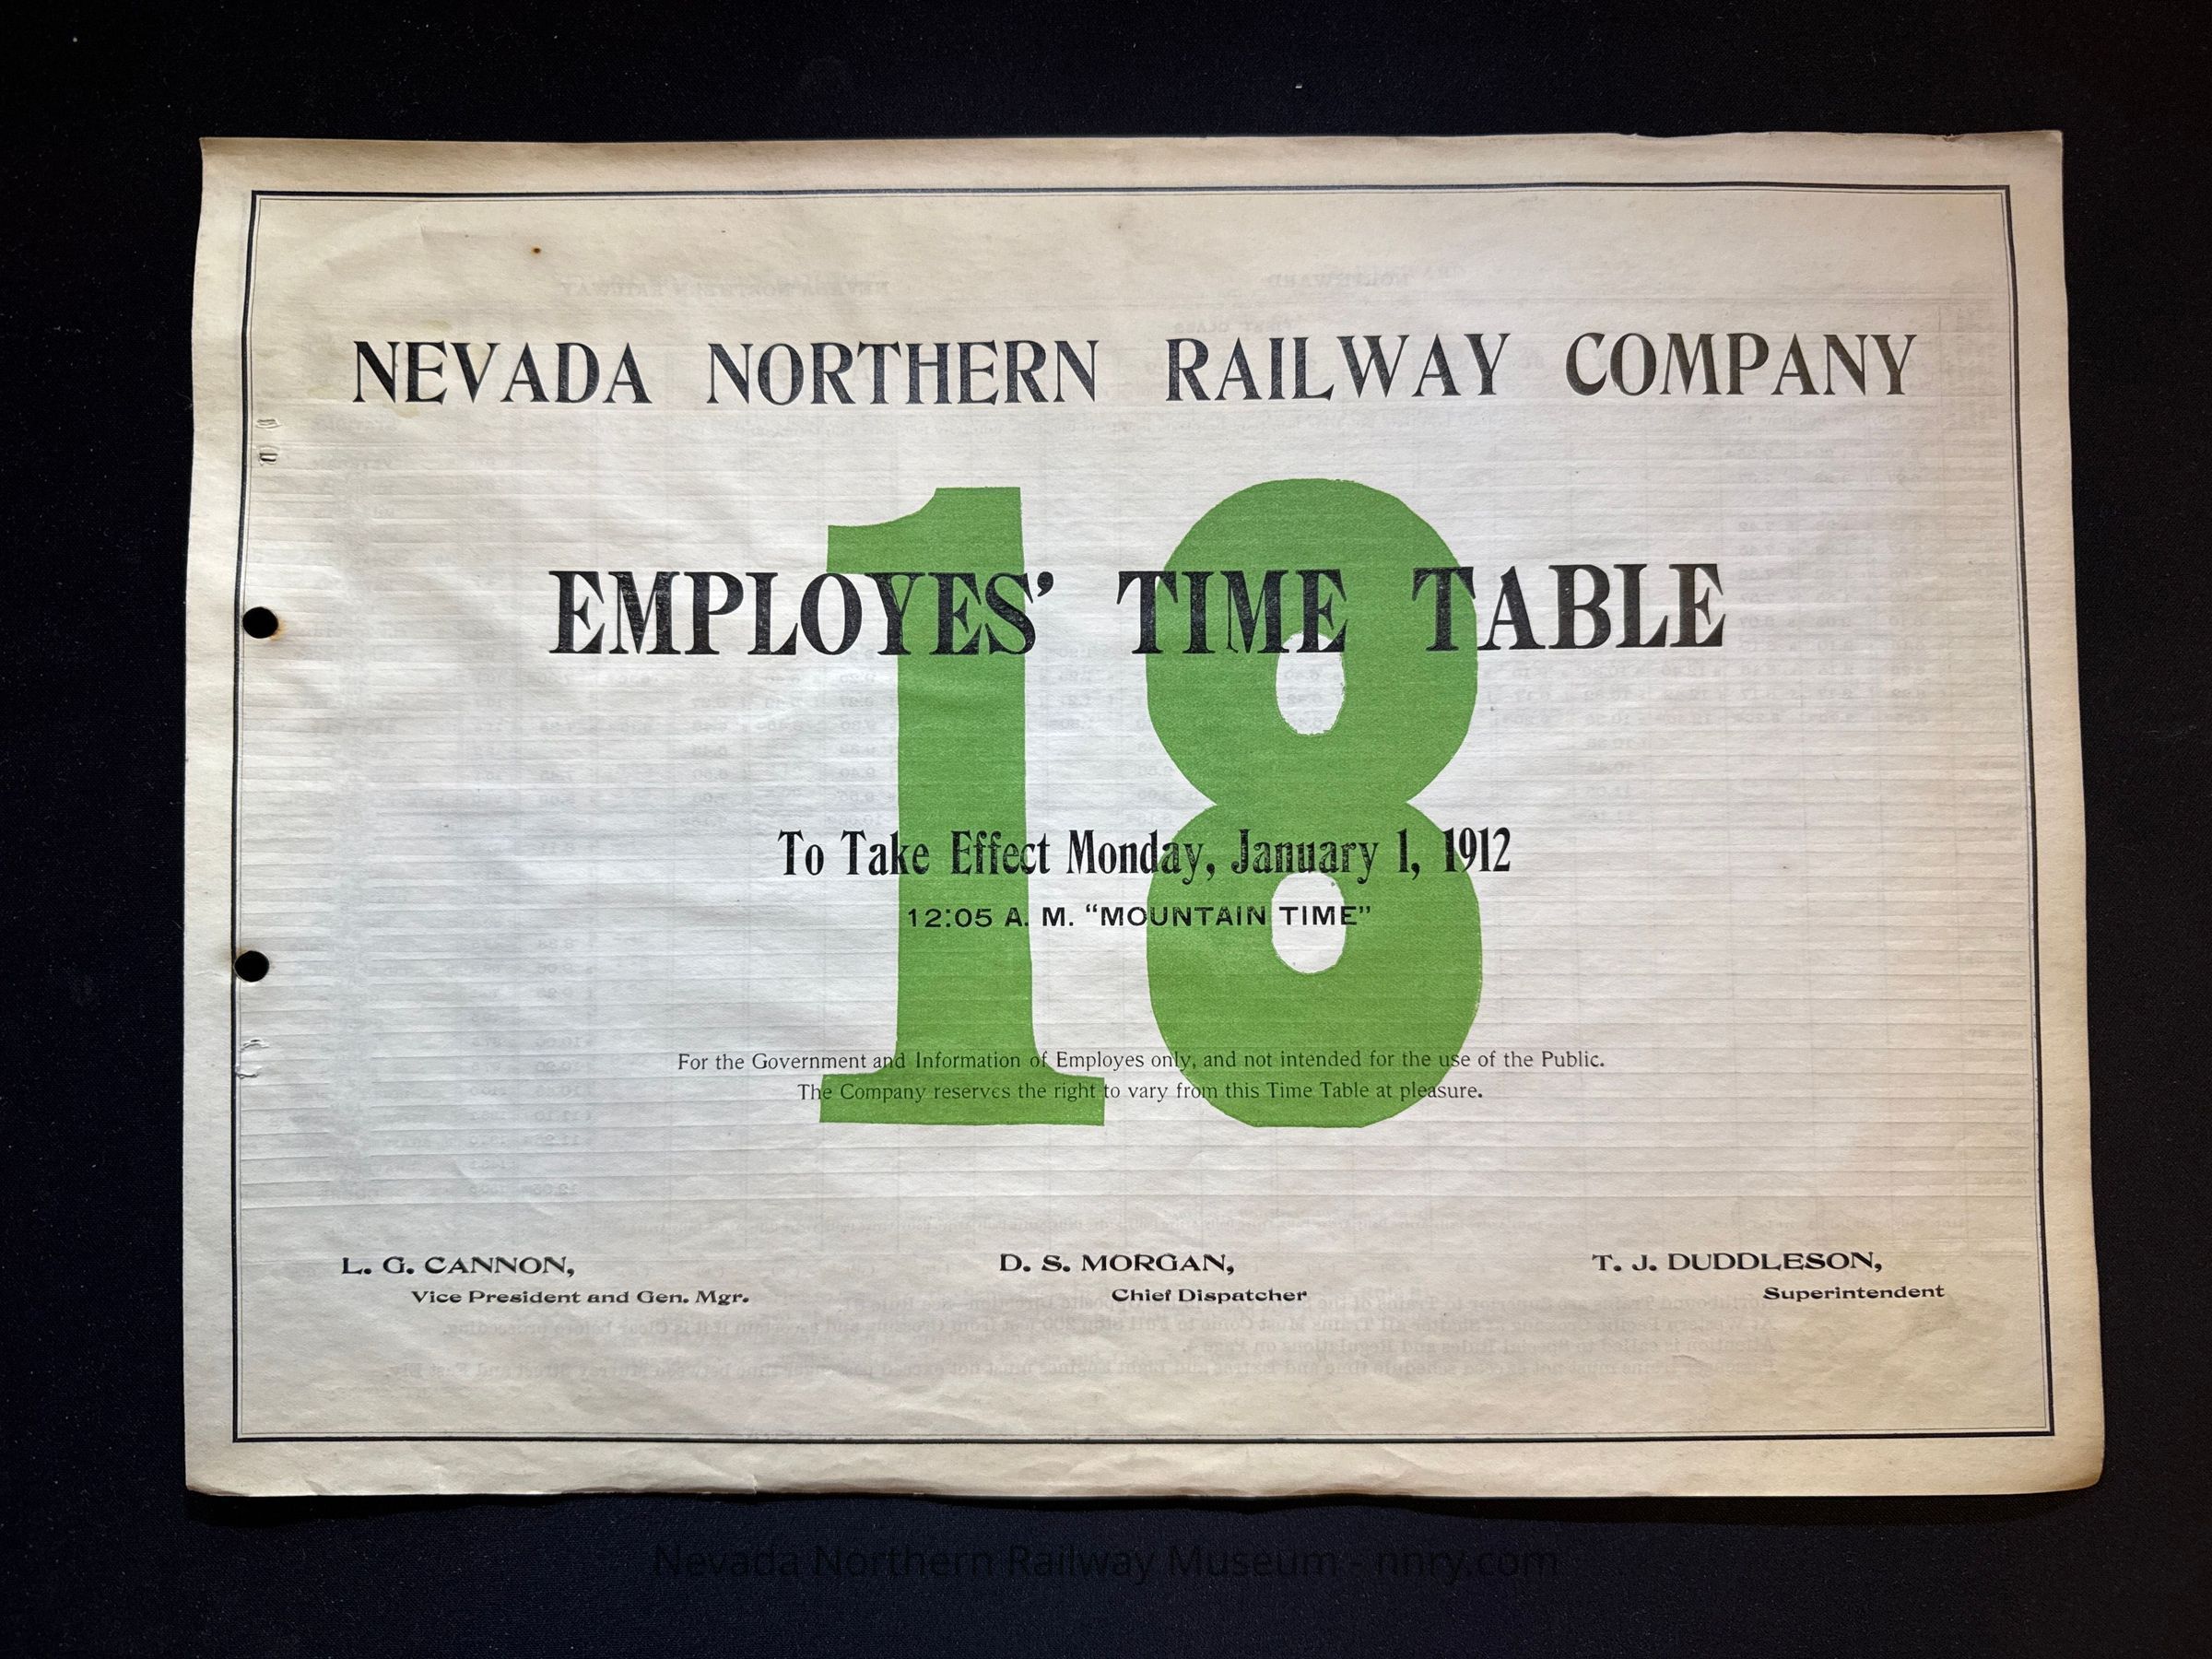 NEVADA NORTHERN RAILWAY COMPANY
18
EMPLOYES' TIME TABLE
To Take Effect Monday, January 1, 1912
12:05 A. M. “MOUNTAIN TIME”
For the Government and Information of Employes only, and not intended for the use of the Public.
The Company reserves the right to vary from this Time Table at pleasure.
L. G. CANNON,
Vice President and Gen. Mgr.
D. S. MORGAN,
Chief Dispatcher
T. J. DUDDLESON,
Superintendent
Nevada Northern Railway Museum - nnry.com